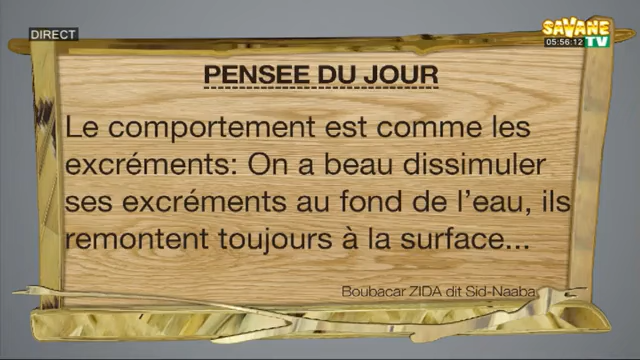 DIRECT
SAVANE
05:56:12 TV
PENSEE DU JOUR
Le comportement est comme les
excréments: On a beau dissimuler
ses excréments au fond de l'eau, ils
remontent toujours à la surface...
Boubacar ZIDA dit Sid-Naaba